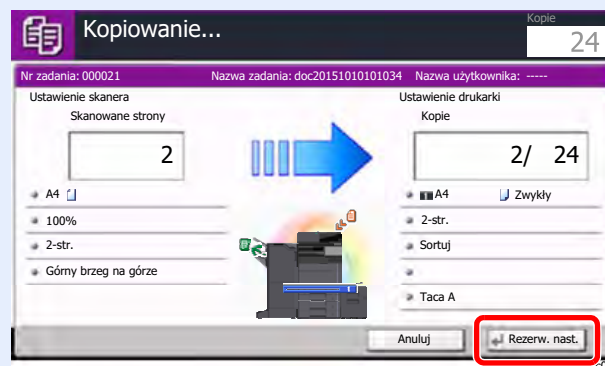 Kopiowanie...
Kopie
24
Nr zadania: 000021 Nazwa zadania: doc20151010101034 Nazwa użytkownika: -----
Ustawienie skanera
Skanowane strony
2
A4
100%
2-str.
Górny brzeg na górze
Ustawienie drukarki
Kopie
2/ 24
A4 Zwykły
2-str.
Sortuj
Taca A
Anuluj
Rezerw. nast.